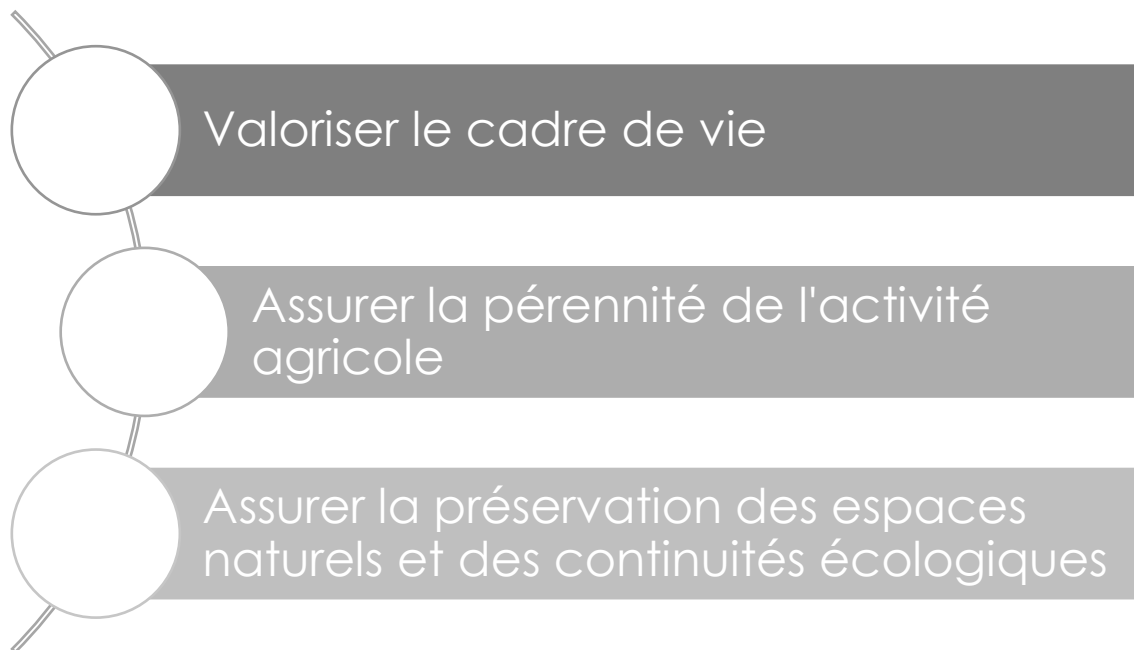 Valoriser le cadre de vie
Assurer la pérennité de l'activité
agricole
Assurer la préservation des espaces
naturels et des continuités écologiques